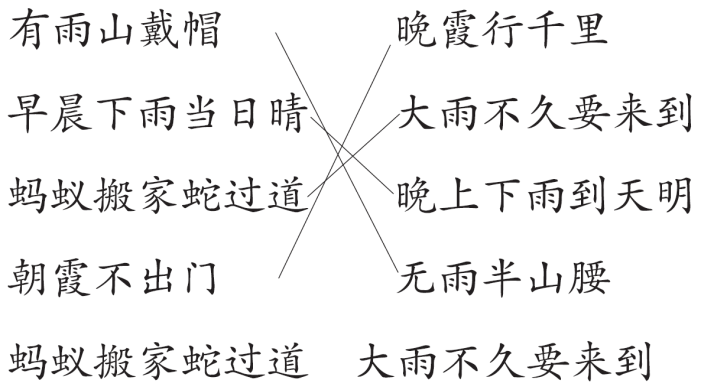 有雨山戴帽 晚霞行千里
早晨下雨当日晴 大雨不久要来到
蚂蚁搬家蛇过道 晚上下雨到天明
朝霞不出门 无雨半山腰
蚂蚁搬家蛇过道 大雨不久要来到